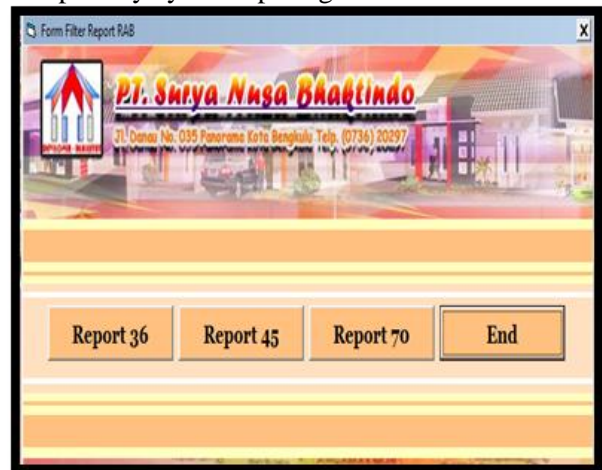 Form Filter Report RAB
X
PT. Surya Nusa Bhaktindo
Jl. Danau No. 035 Panorama Kota Bengkulu Telp. (0736) 20297
Report 36
Report 45
Report 70
End